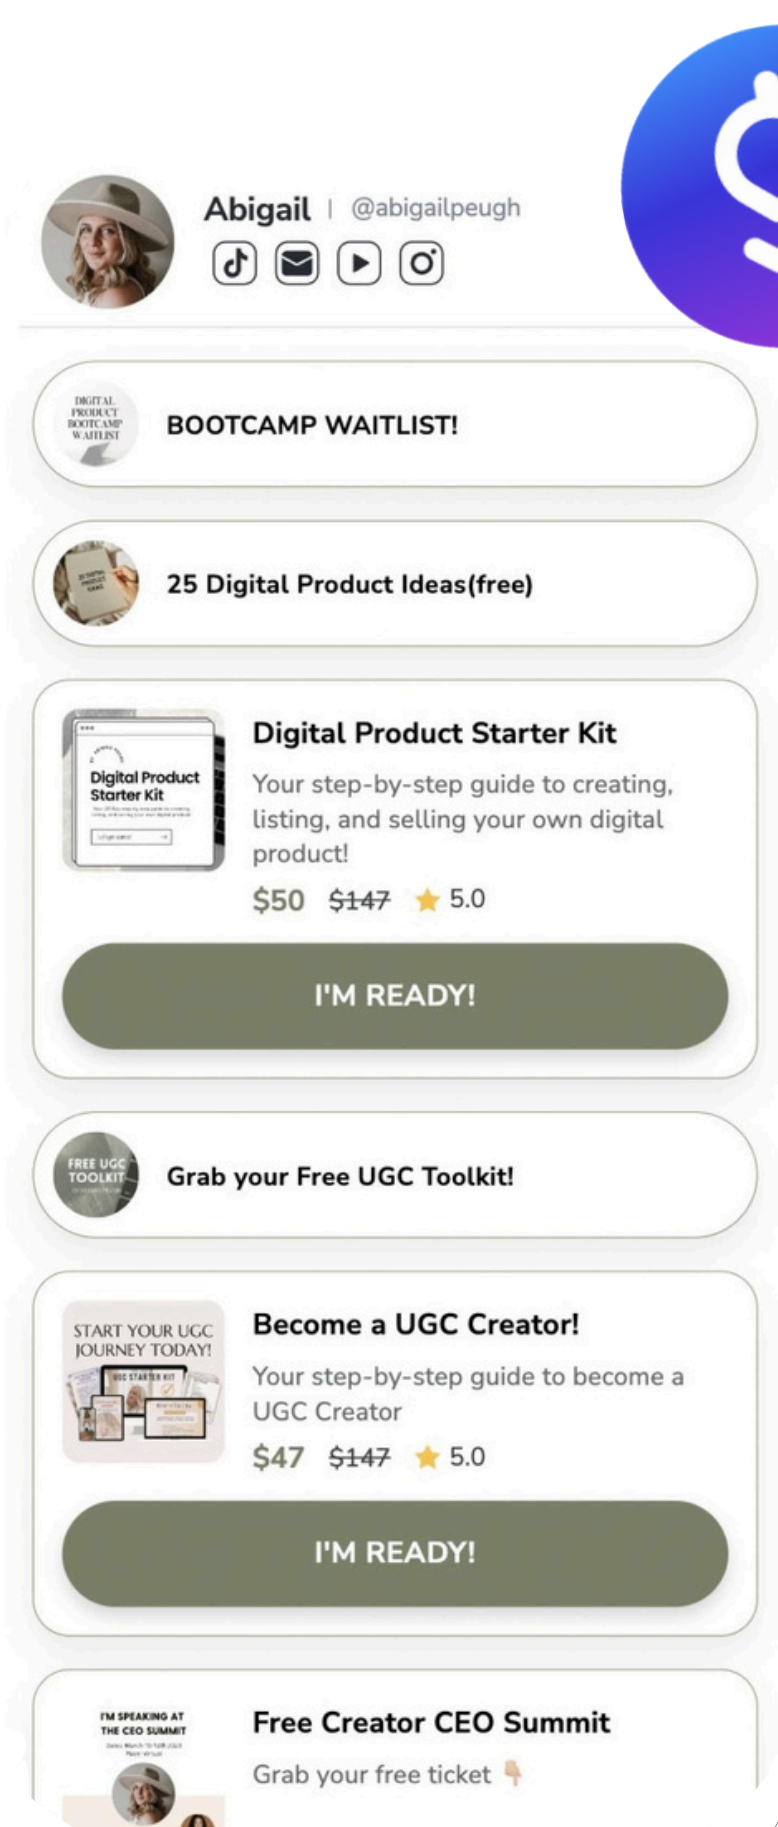 Abigail | @abigailpeugh
DIGITAL
PRODUCT
BOOTCAMP
WAITLIST
BOOTCAMP WAITLIST!
25 DIGITAL
PRODUCT
IDEAS
25 Digital Product Ideas(free)
Digital Product
Starter Kit
Digital Product Starter Kit
Your step-by-step guide to creating,
listing, and selling your own digital
product!
$50 $147 5.0
I'M READY!
FREE UGC
TOOLKIT
Grab your Free UGC Toolkit!
START YOUR UGC
JOURNEY TODAY!
UGC STARTER KIT
Become a UGC Creator!
Your step-by-step guide to become a
UGC Creator
$47 $147 5.0
I'M READY!
I'M SPEAKING AT
THE CEO SUMMIT
Free Creator CEO Summit
Grab your free ticket 👇🏼